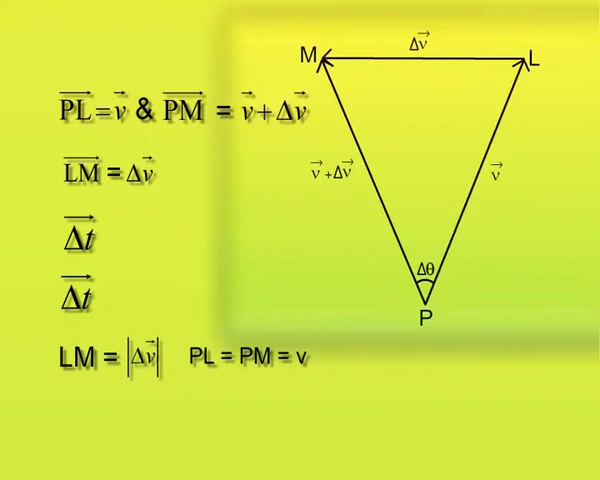 PL⃗ = v⃗ & PM⃗ = v⃗ + Δv⃗
LM⃗ = Δv⃗
Δt⃗
Δt⃗
LM = |Δv⃗| PL = PM = v
M
Δv⃗
L
v⃗ + Δv⃗
v⃗
Δθ
P